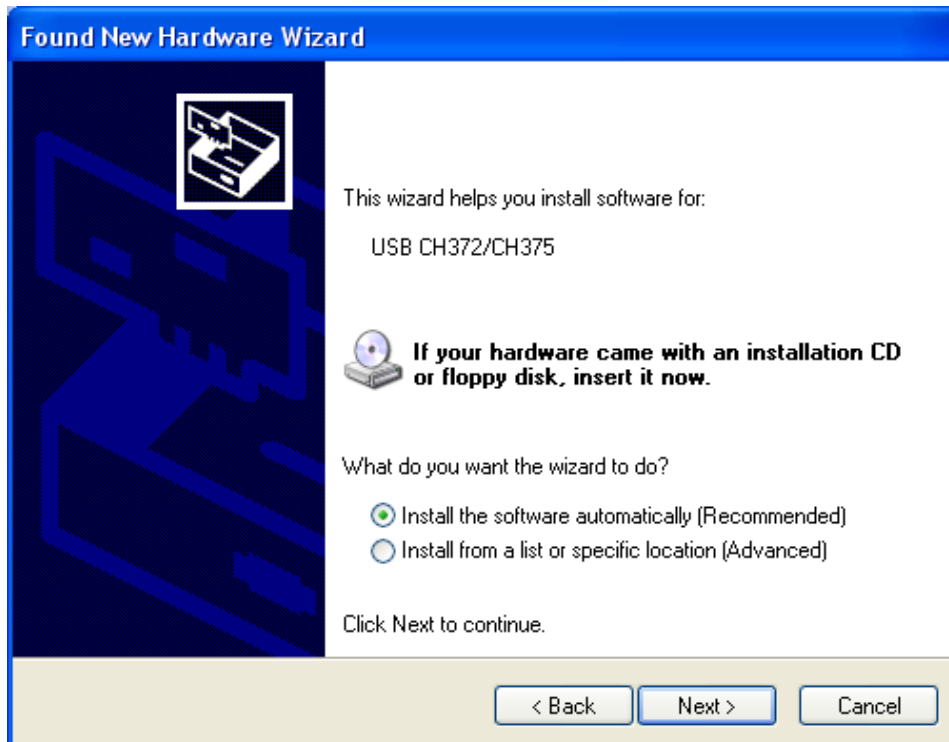 Found New Hardware Wizard
This wizard helps you install software for:
USB CH372/CH375
If your hardware came with an installation CD
or floppy disk, insert it now.
What do you want the wizard to do?
Install the software automatically (Recommended)
Install from a list or specific location (Advanced)
Click Next to continue.
< Back Next > Cancel